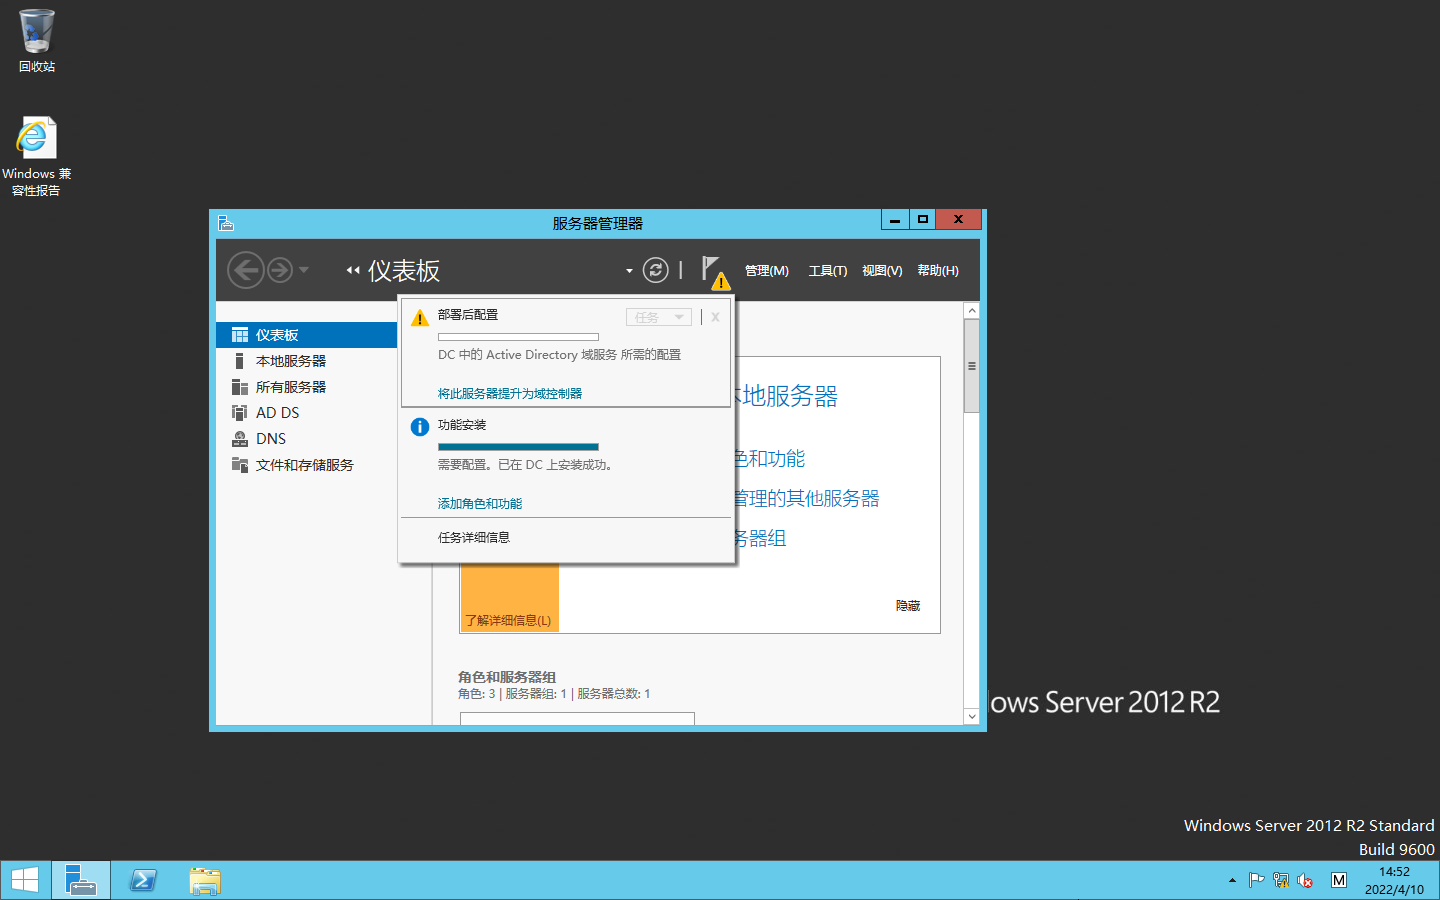 回收站
Windows 兼
容性报告
服务器管理器
仪表板
管理(M) 工具(T) 视图(V) 帮助(H)
仪表板
本地服务器
所有服务器
AD DS
DNS
文件和存储服务
部署后配置
任务
X
DC 中的 Active Directory 域服务 所需的配置
将此服务器提升为域控制器
功能安装
需要配置。已在 DC 上安装成功。
添加角色和功能
任务详细信息
地服务器
色和功能
管理的其他服务器
务器组
隐藏
了解详细信息(L)
角色和服务器组
角色: 3 | 服务器组: 1 | 服务器总数: 1
ows Server 2012 R2
Windows Server 2012 R2 Standard
Build 9600
M
14:52
2022/4/10